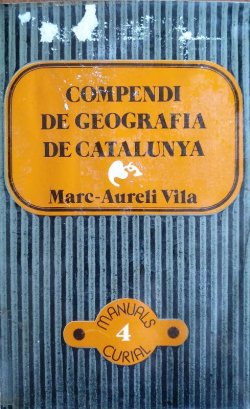 COMPENDI
DE GEOGRAFIA
DE CATALUNYA
Marc-Aureli Vila
MANUALS
4
CURIAL